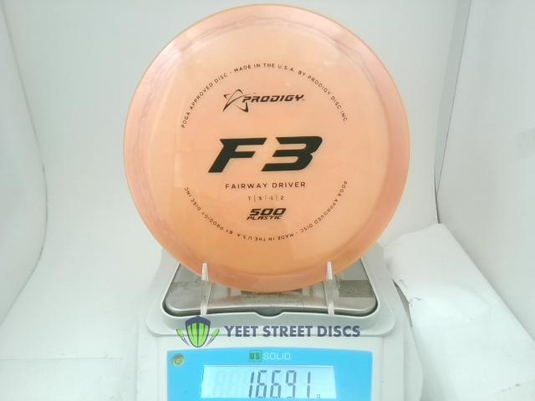 PDGA APPROVED DISC - MADE IN THE U.S.A. BY PRODIGY DISC INC.
PRODIGY
F3
FAIRWAY DRIVER
7 | 5 | -1 | 2
500
PLASTIC
PDGA APPROVED DISC - MADE IN THE U.S.A. BY PRODIGY DISC INC.
YEET STREET DISCS
US SOLID
166.91 g